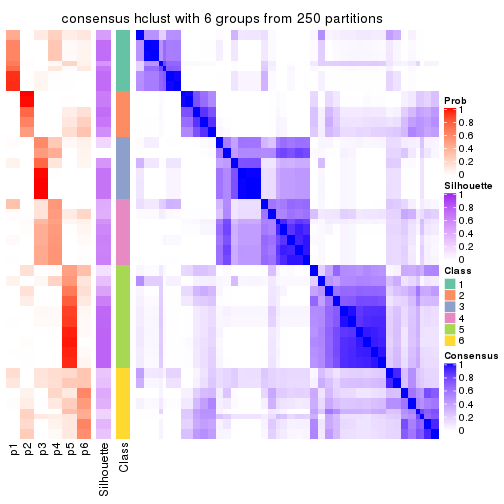 consensus hclust with 6 groups from 250 partitions
Prob
1
0.8
0.6
0.4
0.2
0
Silhouette
1
0.8
0.6
0.4
0.2
0
Class
1
2
3
4
5
6
Consensus
1
0.8
0.6
0.4
0.2
0
p1
p2
p3
p4
p5
p6
Silhouette
Class